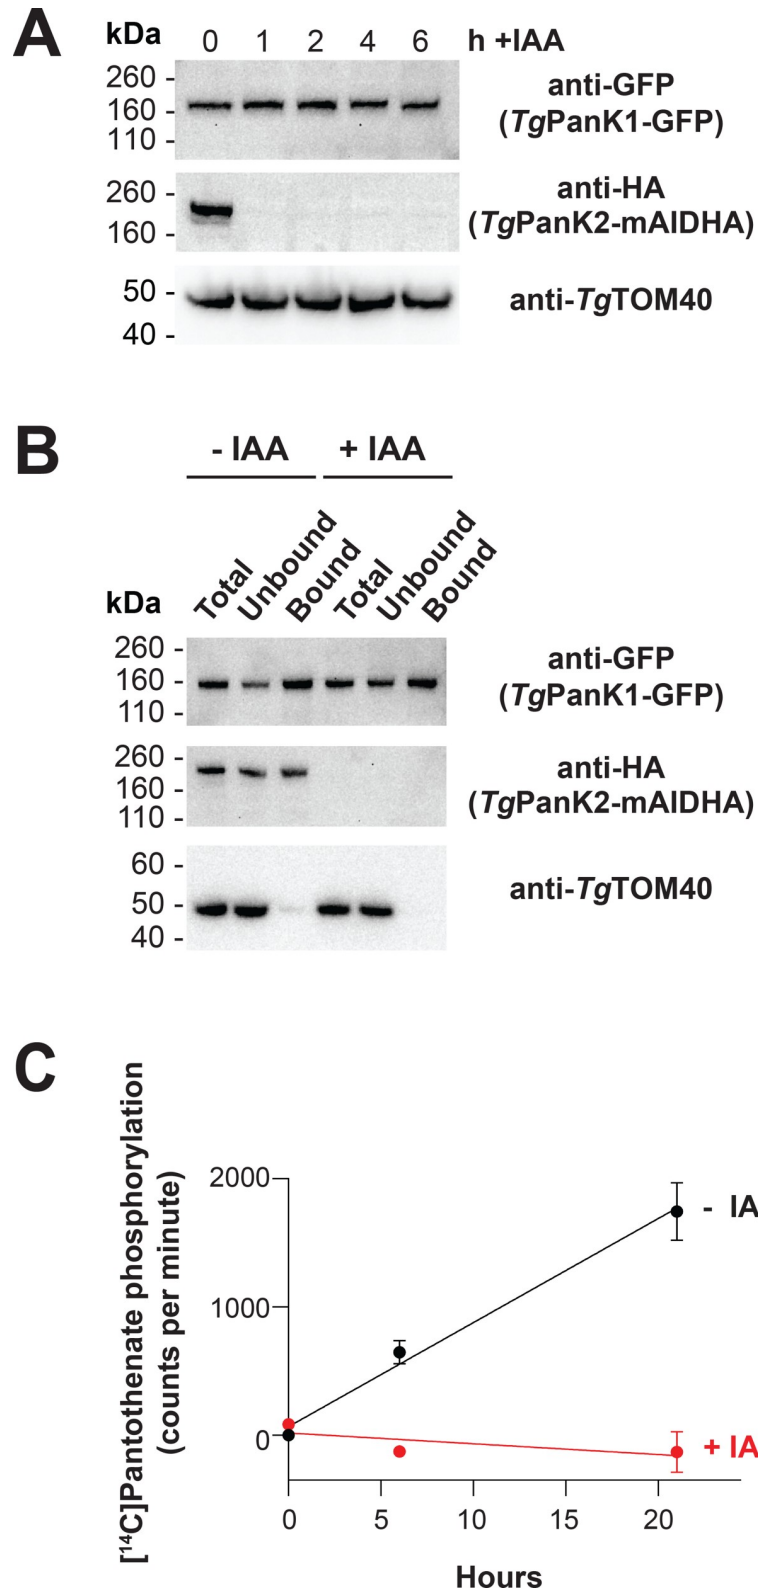 A
kDa 0 1 2 4 6 h +IAA
260 -
160 -
110 -
anti-GFP
(TgPanK1-GFP)
260 -
160 -
anti-HA
(TgPanK2-mAIDHA)
50 -
40 -
anti-TgTOM40
B
- IAA + IAA
kDa Total Unbound Bound Total Unbound Bound
260 -
160 -
110 -
anti-GFP
(TgPanK1-GFP)
260 -
160 -
110 -
anti-HA
(TgPanK2-mAIDHA)
60 -
50 -
40 -
anti-TgTOM40
C
[¹⁴C]Pantothenate phosphorylation
(counts per minute)
2000
1000
0
- IA
+ IA
0 5 10 15 20
Hours